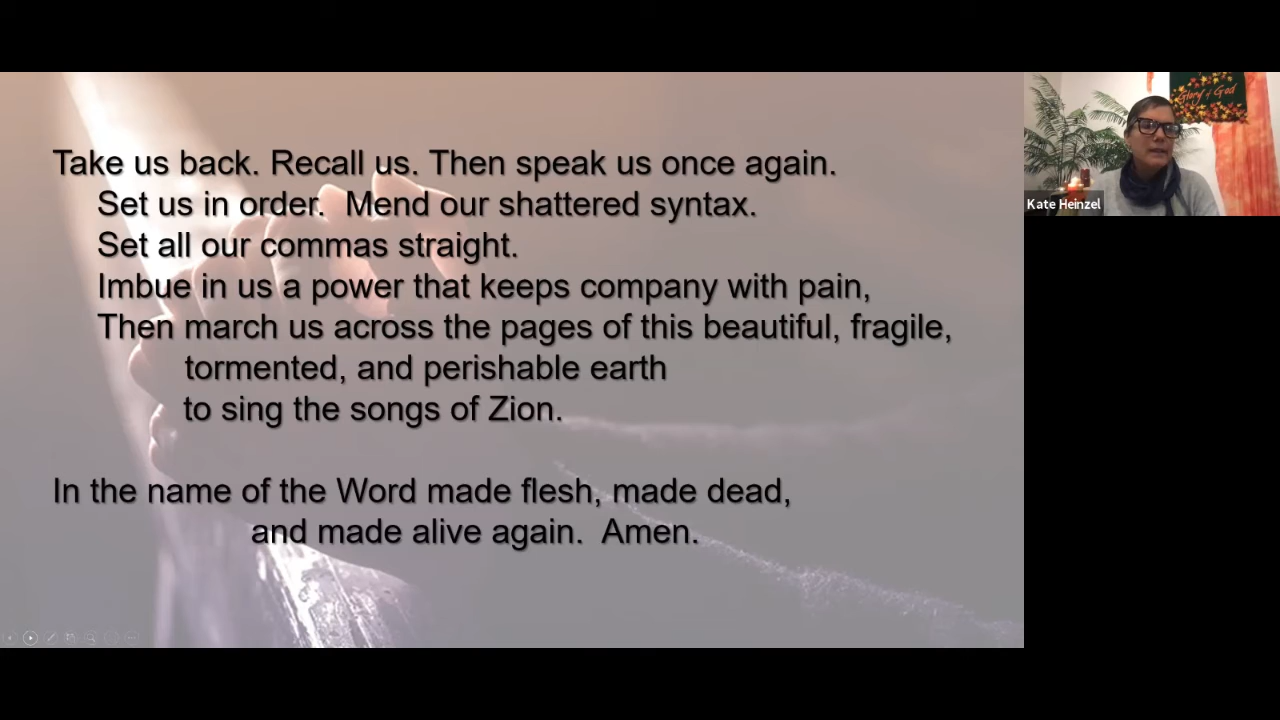 Take us back. Recall us. Then speak us once again.
Set us in order. Mend our shattered syntax.
Set all our commas straight.
Imbue in us a power that keeps company with pain,
Then march us across the pages of this beautiful, fragile,
tormented, and perishable earth
to sing the songs of Zion.
In the name of the Word made flesh, made dead,
and made alive again. Amen.
Glory of God
Kate Heinzel